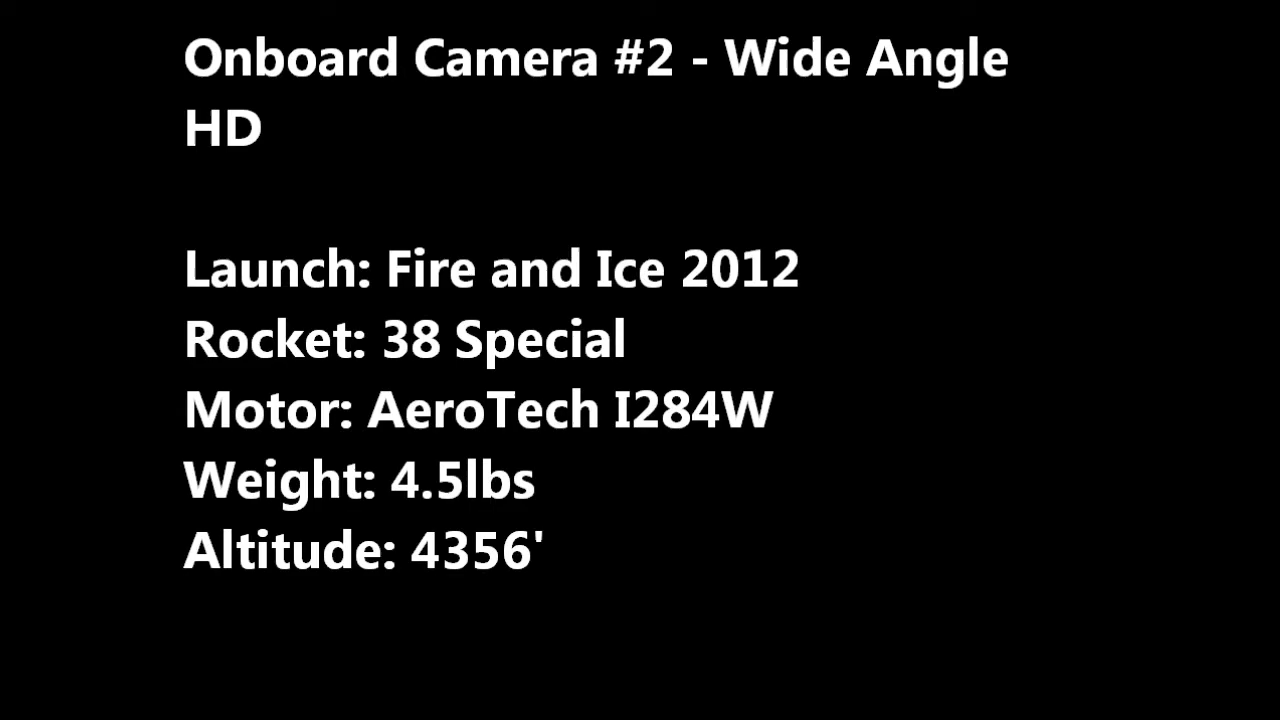 Onboard Camera #2 - Wide Angle
HD
Launch: Fire and Ice 2012
Rocket: 38 Special
Motor: AeroTech I284W
Weight: 4.5lbs
Altitude: 4356'